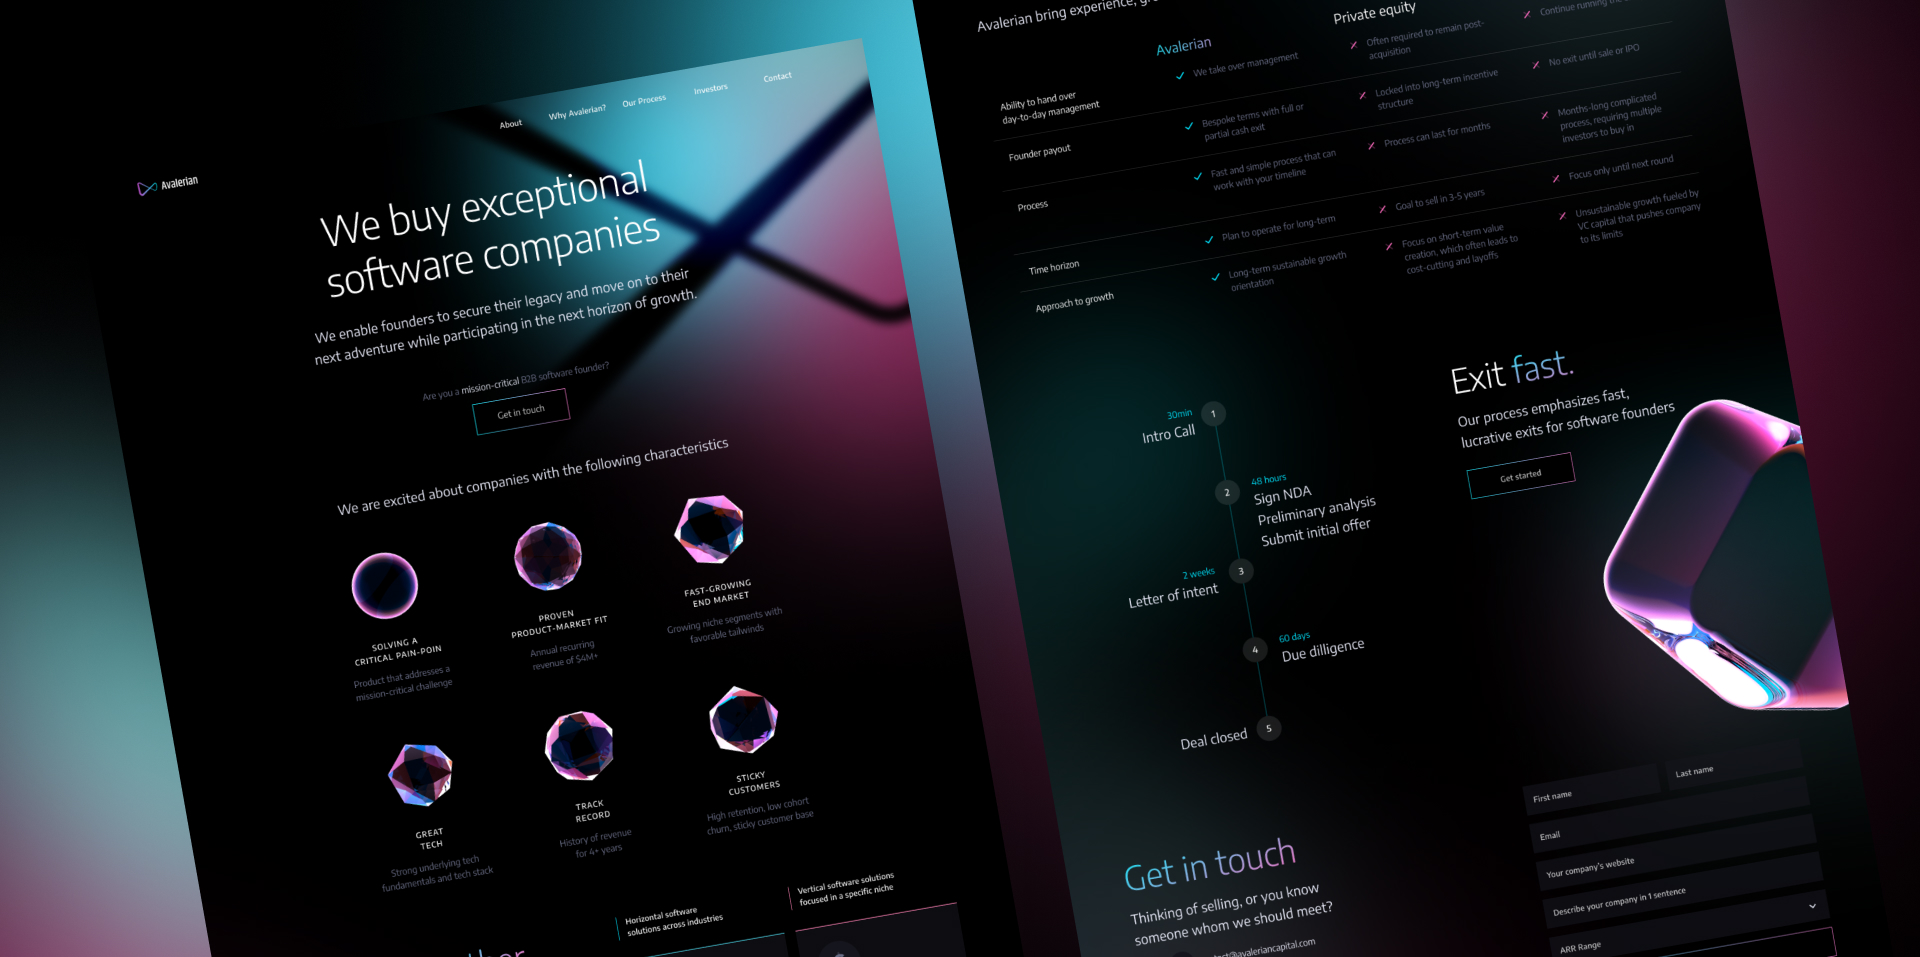 Avalerian
About
Why Avalerian?
Our Process
Investors
Contact
We buy exceptional
software companies
We enable founders to secure their legacy and move on to their
next adventure while participating in the next horizon of growth.
Are you a mission-critical B2B software founder?
Get in touch
We are excited about companies with the following characteristics
SOLVING A
CRITICAL PAIN-POIN
Product that addresses a
mission-critical challenge
PROVEN
PRODUCT-MARKET FIT
Annual recurring
revenue of $4M+
FAST-GROWING
END MARKET
Growing niche segments with
favorable tailwinds
GREAT
TECH
Strong underlying tech
fundamentals and tech stack
TRACK
RECORD
History of revenue
for 4+ years
STICKY
CUSTOMERS
High retention, low cohort
churn, sticky customer base
Horizontal software
solutions across industries
Vertical software solutions
focused in a specific niche
Avalerian bring experience,
Avalerian
Private equity
Ability to hand over
day-to-day management
We take over management
Often required to remain post-
acquisition
Continue running the
Founder payout
Bespoke terms with full or
partial cash exit
Locked into long-term incentive
structure
No exit until sale or IPO
Process
Fast and simple process that can
work with your timeline
Process can last for months
Months-long complicated
process, requiring multiple
investors to buy in
Time horizon
Plan to operate for long-term
Goal to sell in 3-5 years
Focus only until next round
Approach to growth
Long-term sustainable growth
orientation
Focus on short-term value
creation, which often leads to
cost-cutting and layoffs
Unsustainable growth fueled by
VC capital that pushes company
to its limits
30min
Intro Call
1
2
48 hours
Sign NDA
Preliminary analysis
Submit initial offer
2 weeks
Letter of intent
3
4
60 days
Due dilligence
Deal closed
5
Exit fast.
Our process emphasizes fast,
lucrative exits for software founders
Get started
Get in touch
Thinking of selling, or you know
someone whom we should meet?
First name
Last name
Email
Your company's website
Describe your company in 1 sentence
ARR Range